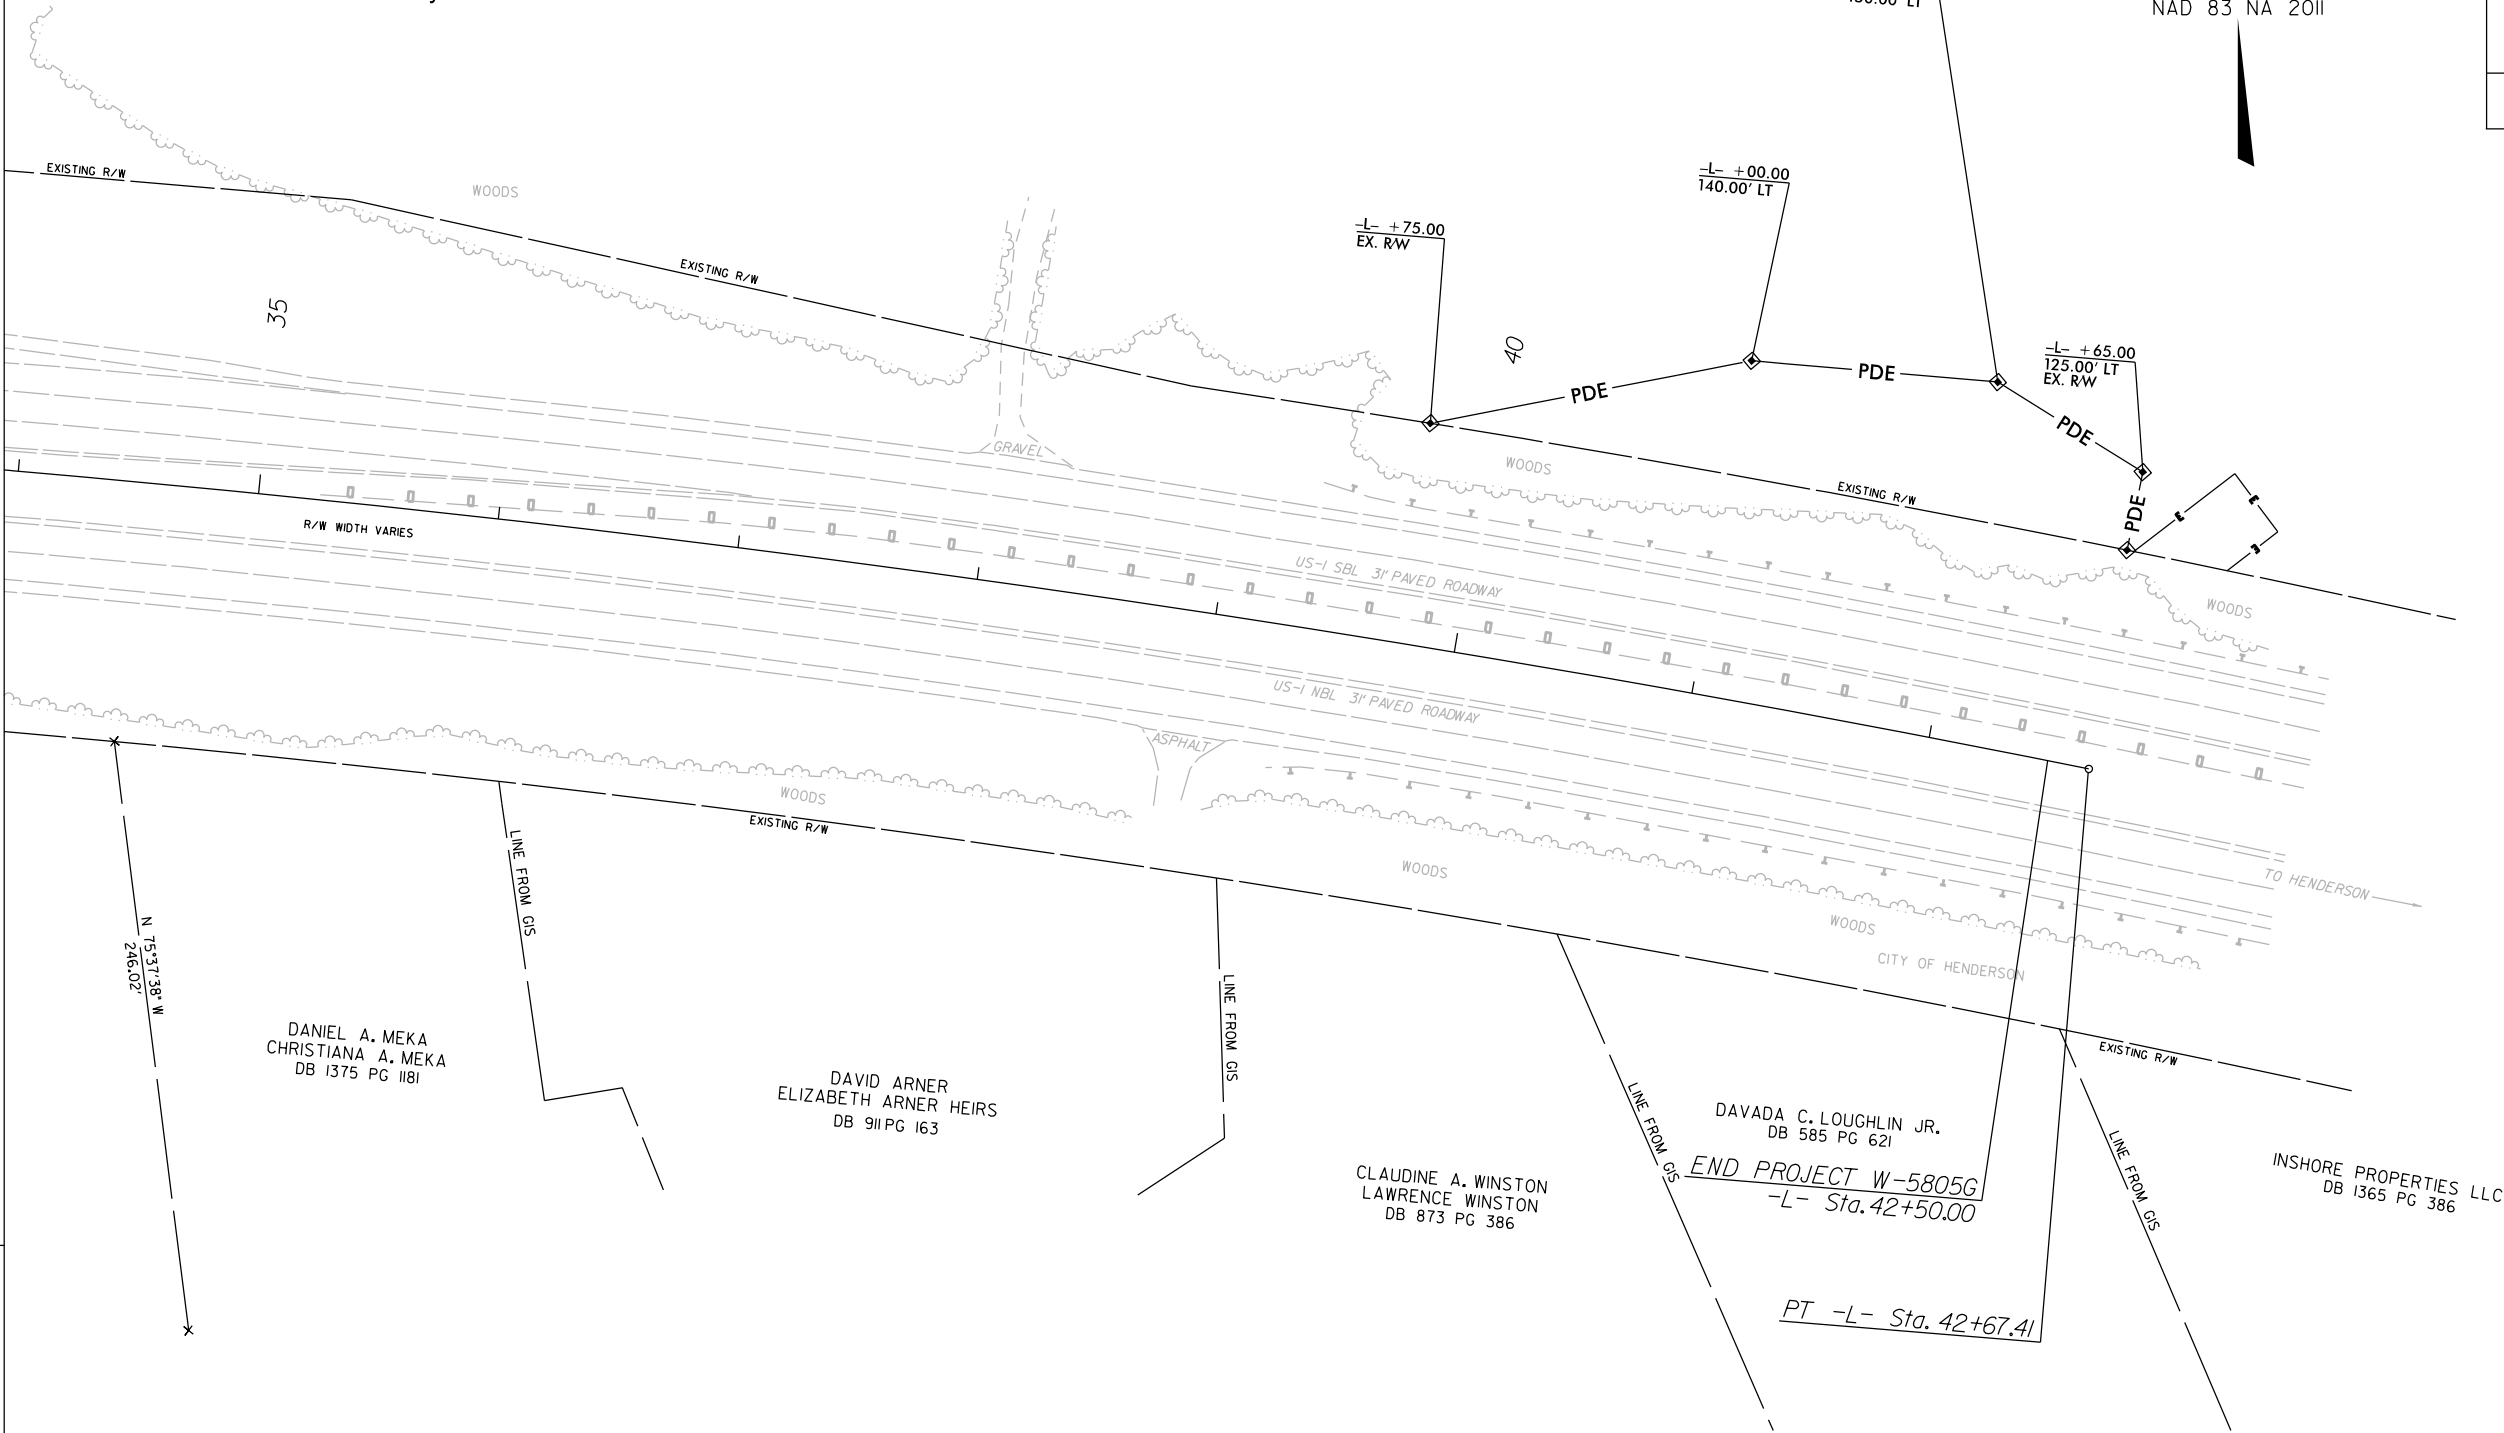 NAD 83 NA 2011
EXISTING R/W
WOODS
-L- +00.00
140.00' LT
-L- +75.00
EX. R/W
EXISTING R/W
35
40
-L- +65.00
125.00' LT
EX. R/W
PDE
PDE
PDE
PDE
GRAVEL
WOODS
EXISTING R/W
E
E
E
R/W WIDTH VARIES
US-1 SBL 31' PAVED ROADWAY
WOODS
US-1 NBL 31' PAVED ROADWAY
ASPHALT
WOODS
EXISTING R/W
WOODS
TO HENDERSON
WOODS
CITY OF HENDERSON
LINE FROM GIS
N 75°37'38" W
246.02'
LINE FROM GIS
EXISTING R/W
DANIEL A. MEKA
CHRISTIANA A. MEKA
DB 1375 PG 1181
DAVID ARNER
ELIZABETH ARNER HEIRS
DB 911 PG 163
LINE FROM GIS
DAVADA C. LOUGHLIN JR.
DB 585 PG 621
LINE FROM GIS
CLAUDINE A. WINSTON
LAWRENCE WINSTON
DB 873 PG 386
END PROJECT W-5805G
-L- Sta. 42+50.00
INSHORE PROPERTIES LLC
DB 1365 PG 386
PT -L- Sta. 42+67.41